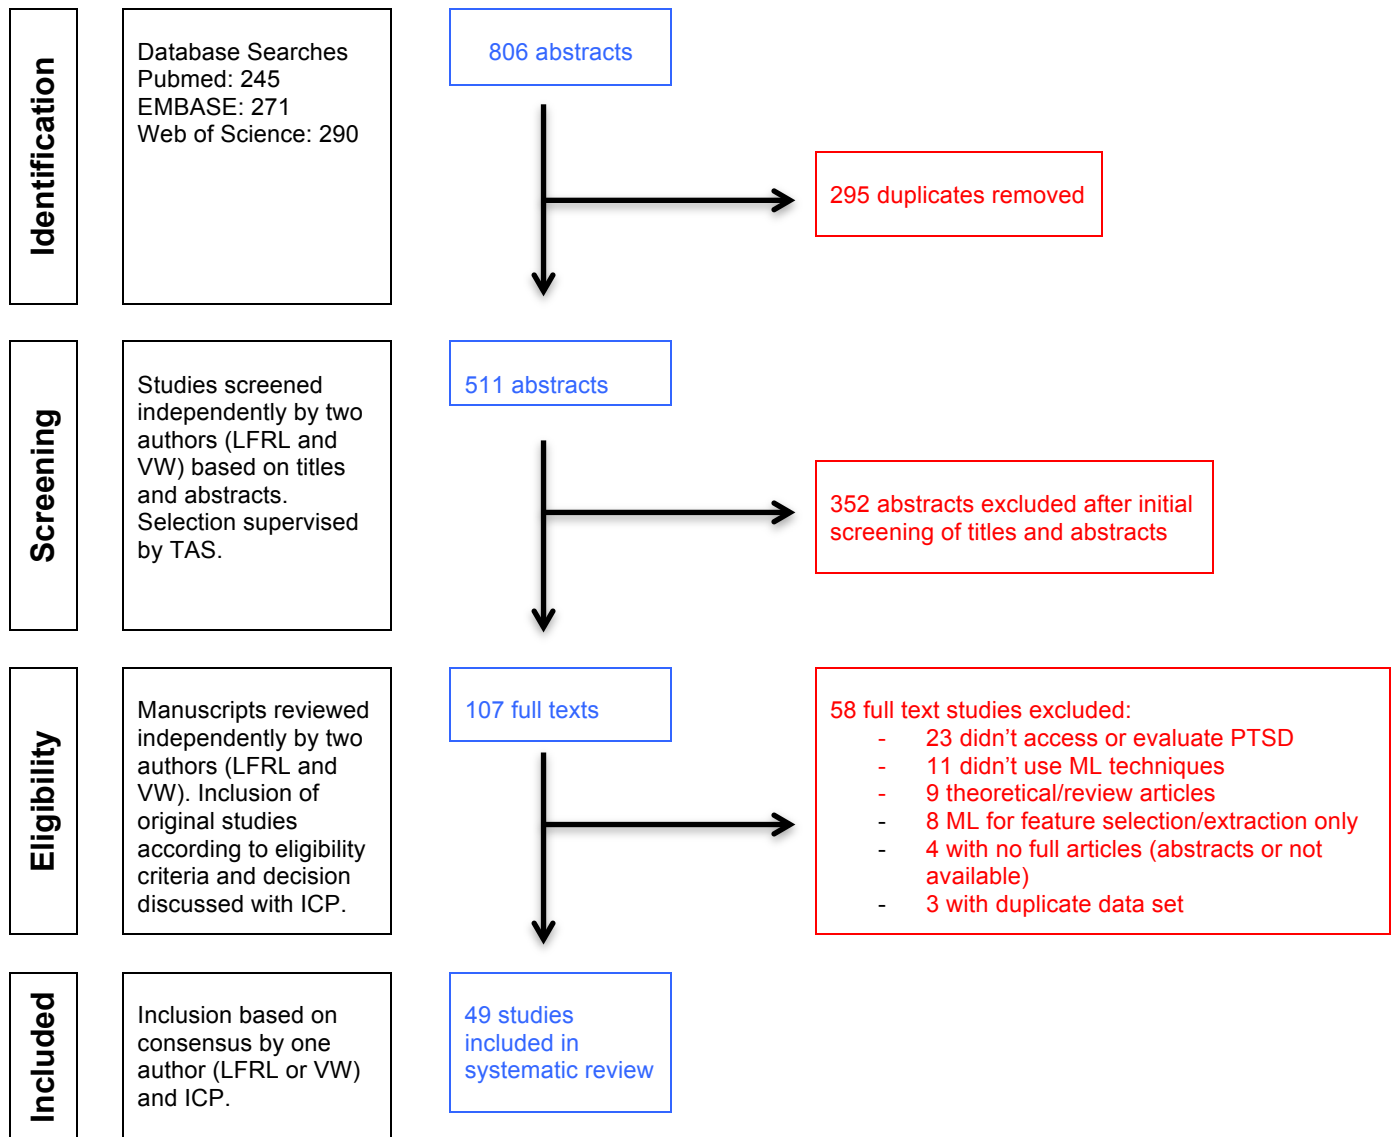 Identification
Database Searches
Pubmed: 245
EMBASE: 271
Web of Science: 290
806 abstracts
295 duplicates removed
Screening
Studies screened
independently by two
authors (LFRL and
VW) based on titles
and abstracts.
Selection supervised
by TAS.
511 abstracts
352 abstracts excluded after initial
screening of titles and abstracts
Eligibility
Manuscripts reviewed
independently by two
authors (LFRL and
VW). Inclusion of
original studies
according to eligibility
criteria and decision
discussed with ICP.
107 full texts
58 full text studies excluded:
- 23 didn’t access or evaluate PTSD
- 11 didn’t use ML techniques
- 9 theoretical/review articles
- 8 ML for feature selection/extraction only
- 4 with no full articles (abstracts or not
available)
- 3 with duplicate data set
Included
Inclusion based on
consensus by one
author (LFRL or VW)
and ICP.
49 studies
included in
systematic review